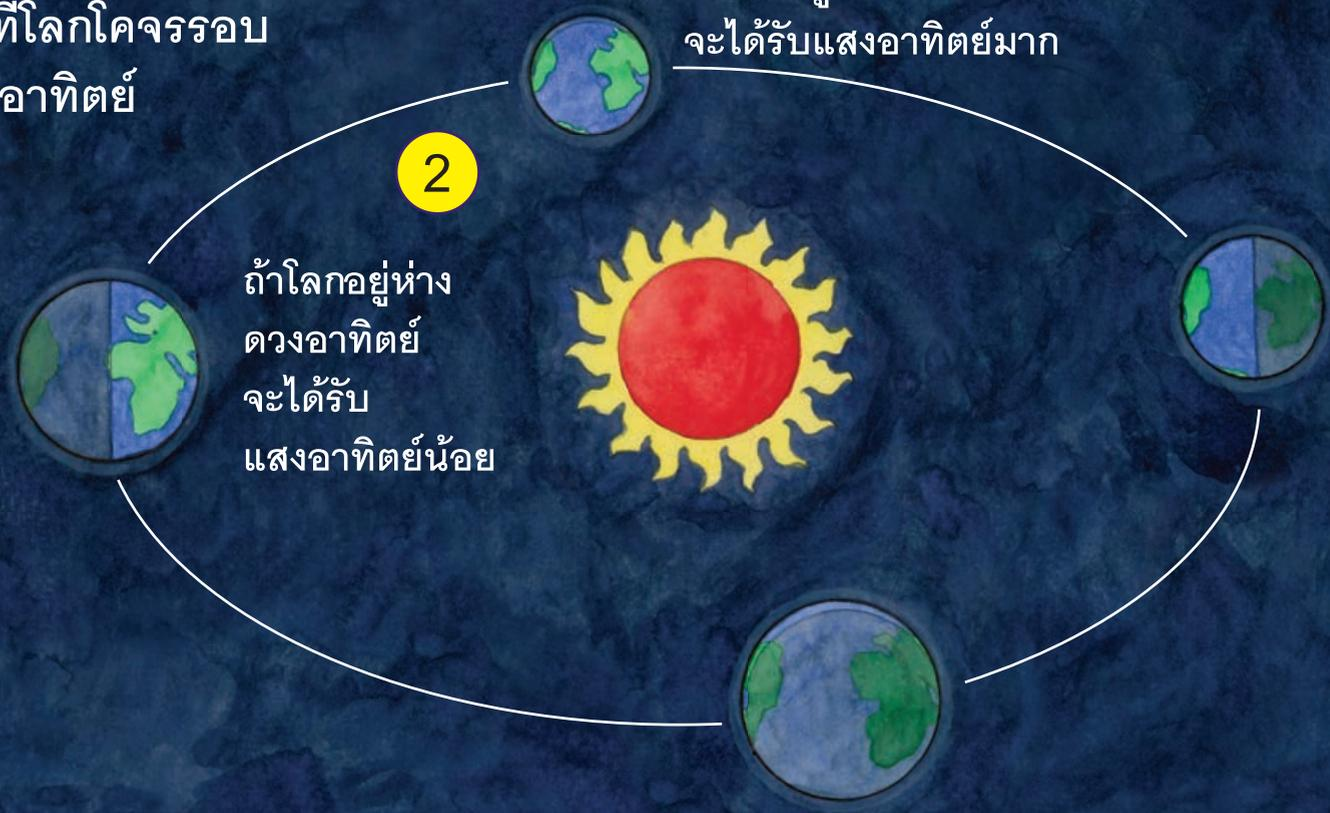 ที่โลกโคจรรอบ
อาทิตย์
จะได้รับแสงอาทิตย์มาก
2
ถ้าโลกอยู่ห่าง
ดวงอาทิตย์
จะได้รับ
แสงอาทิตย์น้อย